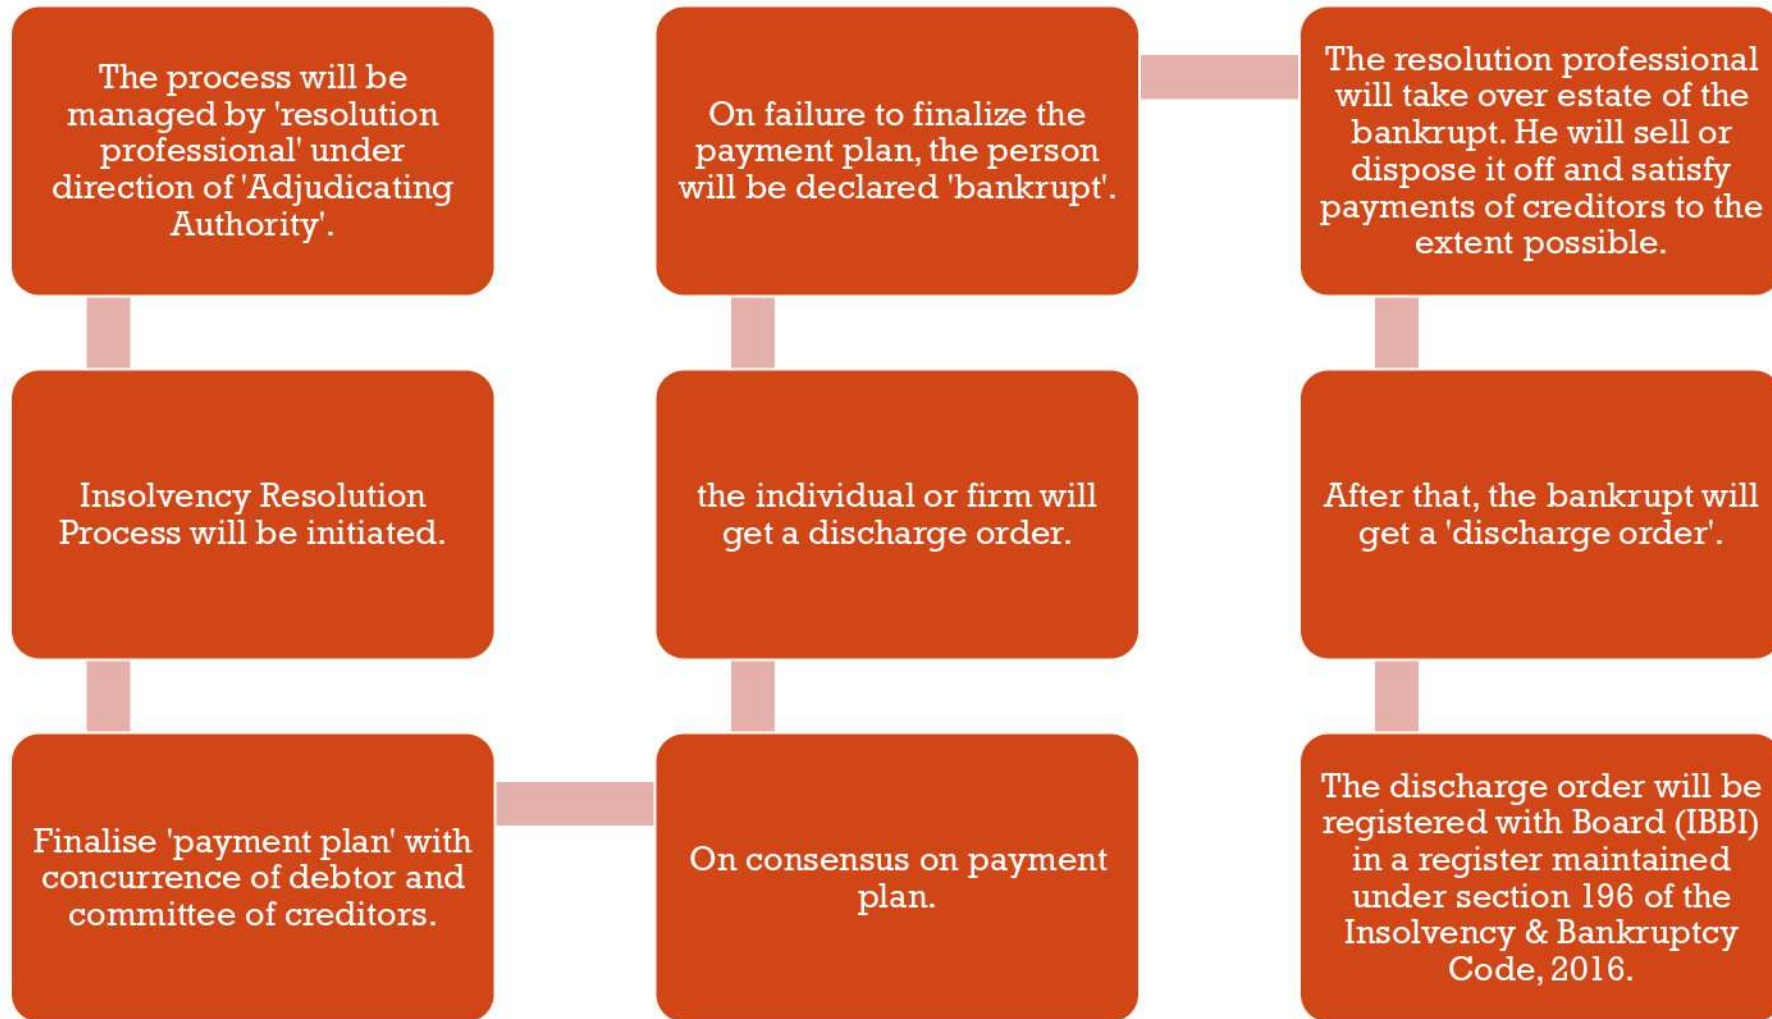 The process will be
managed by 'resolution
professional' under
direction of 'Adjudicating
Authority'.
Insolvency Resolution
Process will be initiated.
Finalise 'payment plan' with
concurrence of debtor and
committee of creditors.
On consensus on payment
plan.
the individual or firm will
get a discharge order.
On failure to finalize the
payment plan, the person
will be declared 'bankrupt'.
The resolution professional
will take over estate of the
bankrupt. He will sell or
dispose it off and satisfy
payments of creditors to the
extent possible.
After that, the bankrupt will
get a 'discharge order'.
The discharge order will be
registered with Board (IBBI)
in a register maintained
under section 196 of the
Insolvency & Bankruptcy
Code, 2016.